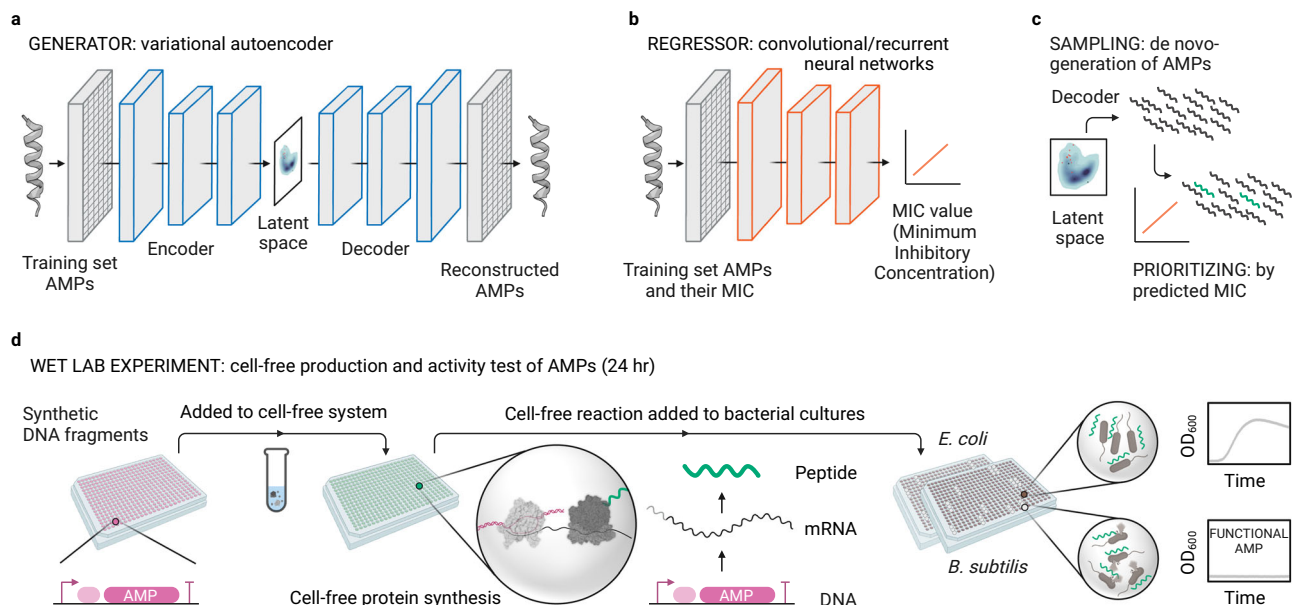 a
GENERATOR: variational autoencoder
Training set
AMPs
Encoder
Latent
space
Decoder
Reconstructed
AMPs
b
REGRESSOR: convolutional/recurrent
neural networks
Training set AMPs
and their MIC
MIC value
(Minimum
Inhibitory
Concentration)
c
SAMPLING: de novo-
generation of AMPs
Decoder
Latent
space
PRIORITIZING: by
predicted MIC
d
WET LAB EXPERIMENT: cell-free production and activity test of AMPs (24 hr)
Synthetic
DNA fragments
Added to cell-free system
Cell-free reaction added to bacterial cultures
AMP
Cell-free protein synthesis
Peptide
mRNA
AMP
DNA
E. coli
B. subtilis
OD600
Time
OD600
FUNCTIONAL
AMP
Time